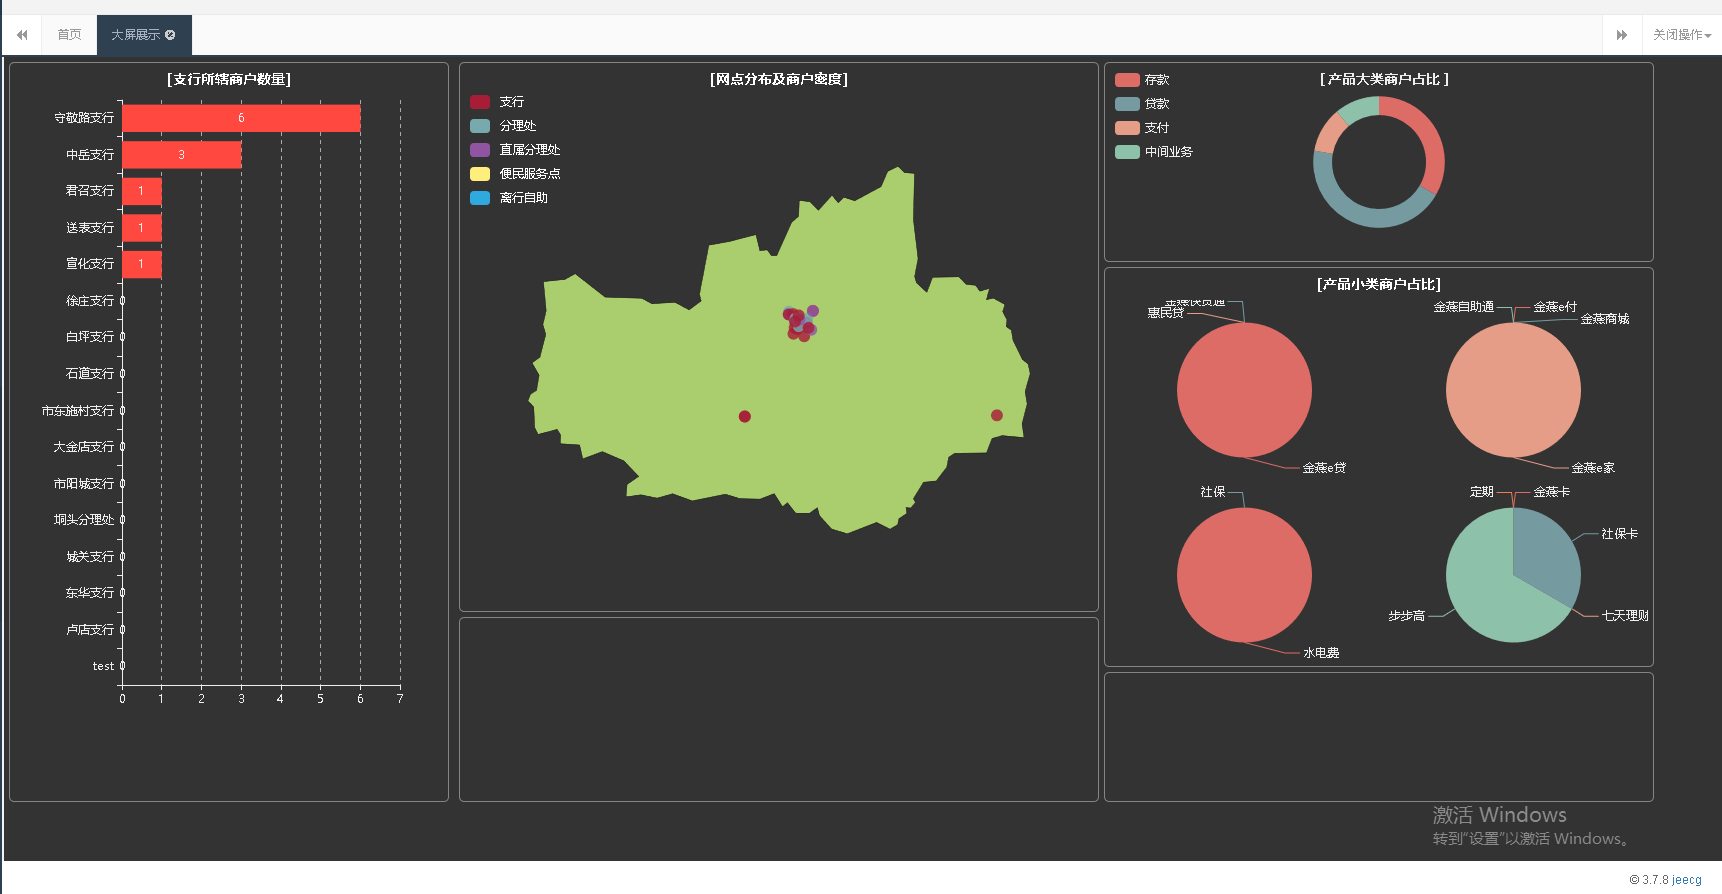 首页
大屏展示
关闭操作
[支行所辖商户数量]
守敬路支行
6
中岳支行
3
君召支行
1
送表支行
1
宣化支行
1
徐庄支行
0
白坪支行
0
石道支行
0
市东施村支行
0
大金店支行
0
市阳城支行
0
垌头分理处
0
城关支行
0
东华支行
0
卢店支行
0
test
0
0 1 2 3 4 5 6 7
[网点分布及商户密度]
支行
分理处
直属分理处
便民服务点
离行自助
[ 产品大类商户占比 ]
存款
贷款
支付
中间业务
[产品小类商户占比]
金燕快贷通
惠民贷
金燕e贷
金燕自助通
金燕e付
金燕商城
金燕e家
社保
水电费
定期
金燕卡
社保卡
七天理财
步步高
激活 Windows
转到"设置"以激活 Windows。
© 3.7.8 jeecg